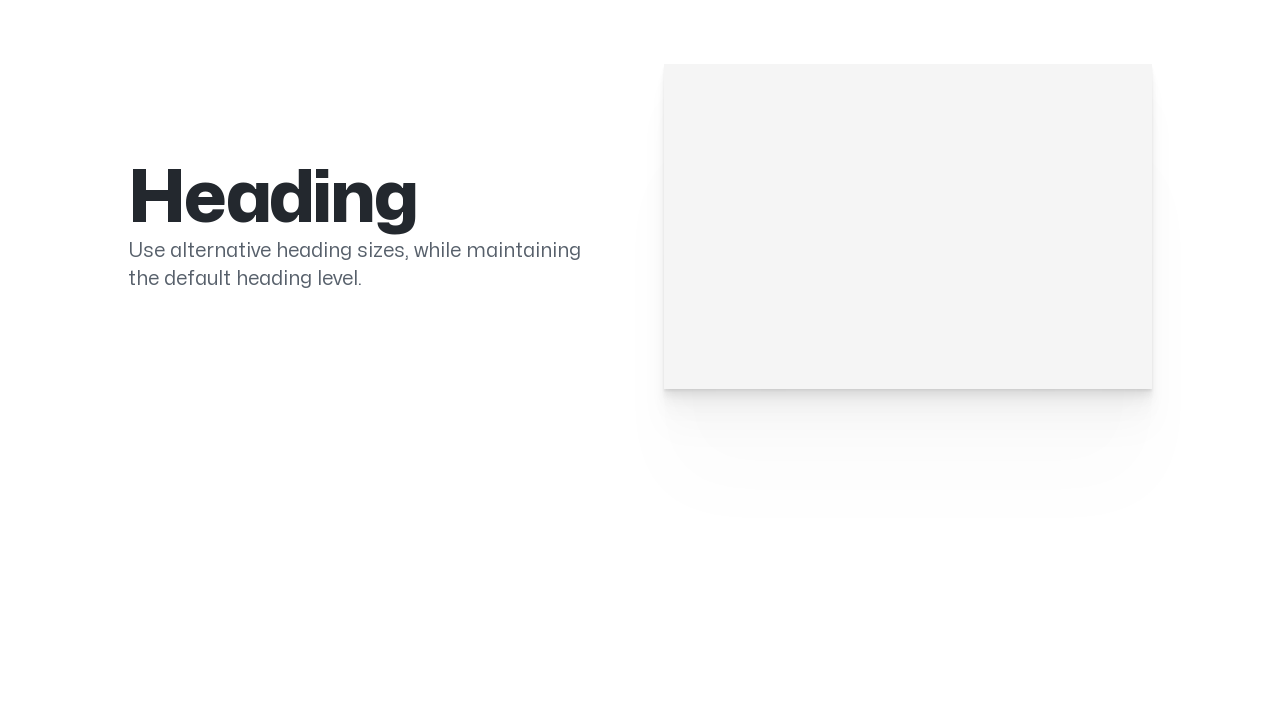 Heading
Use alternative heading sizes, while maintaining
the default heading level.